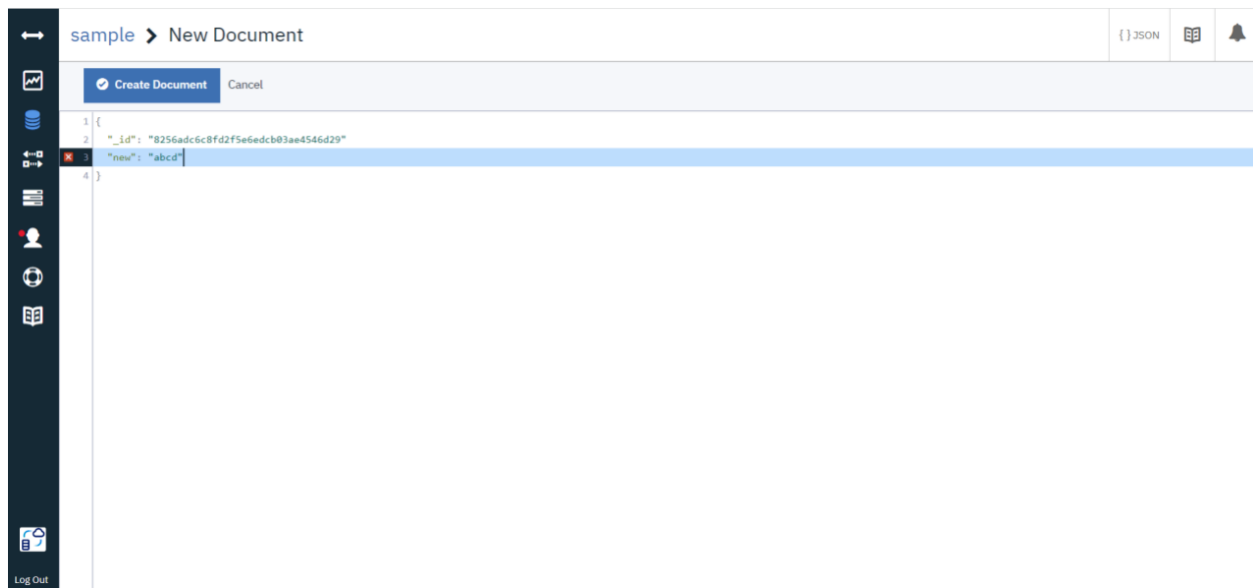 sample > New Document
{ } JSON
Create Document Cancel
1 {
2 "_id": "8256adc6c8fd2f5e6edcb03ae4546d29"
3 "new": "abcd"
4 }
Log Out